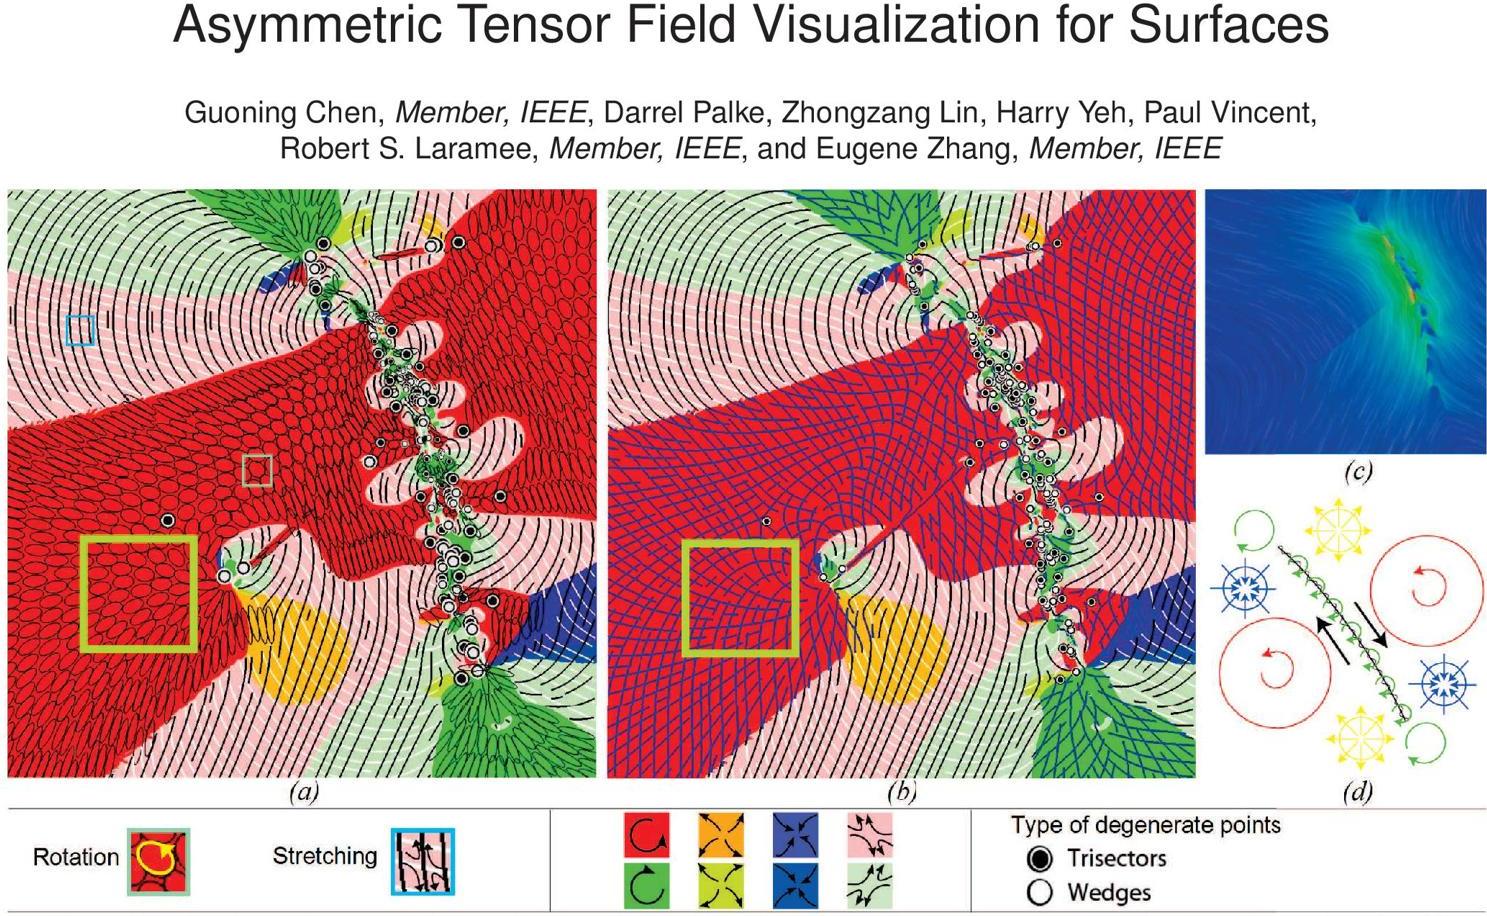 Asymmetric Tensor Field Visualization for Surfaces
Guoning Chen, Member, IEEE, Darrel Palke, Zhongzang Lin, Harry Yeh, Paul Vincent,
Robert S. Laramee, Member, IEEE, and Eugene Zhang, Member, IEEE
(c)
(a)
(b)
(d)
Rotation
Stretching
Type of degenerate points
Trisectors
Wedges